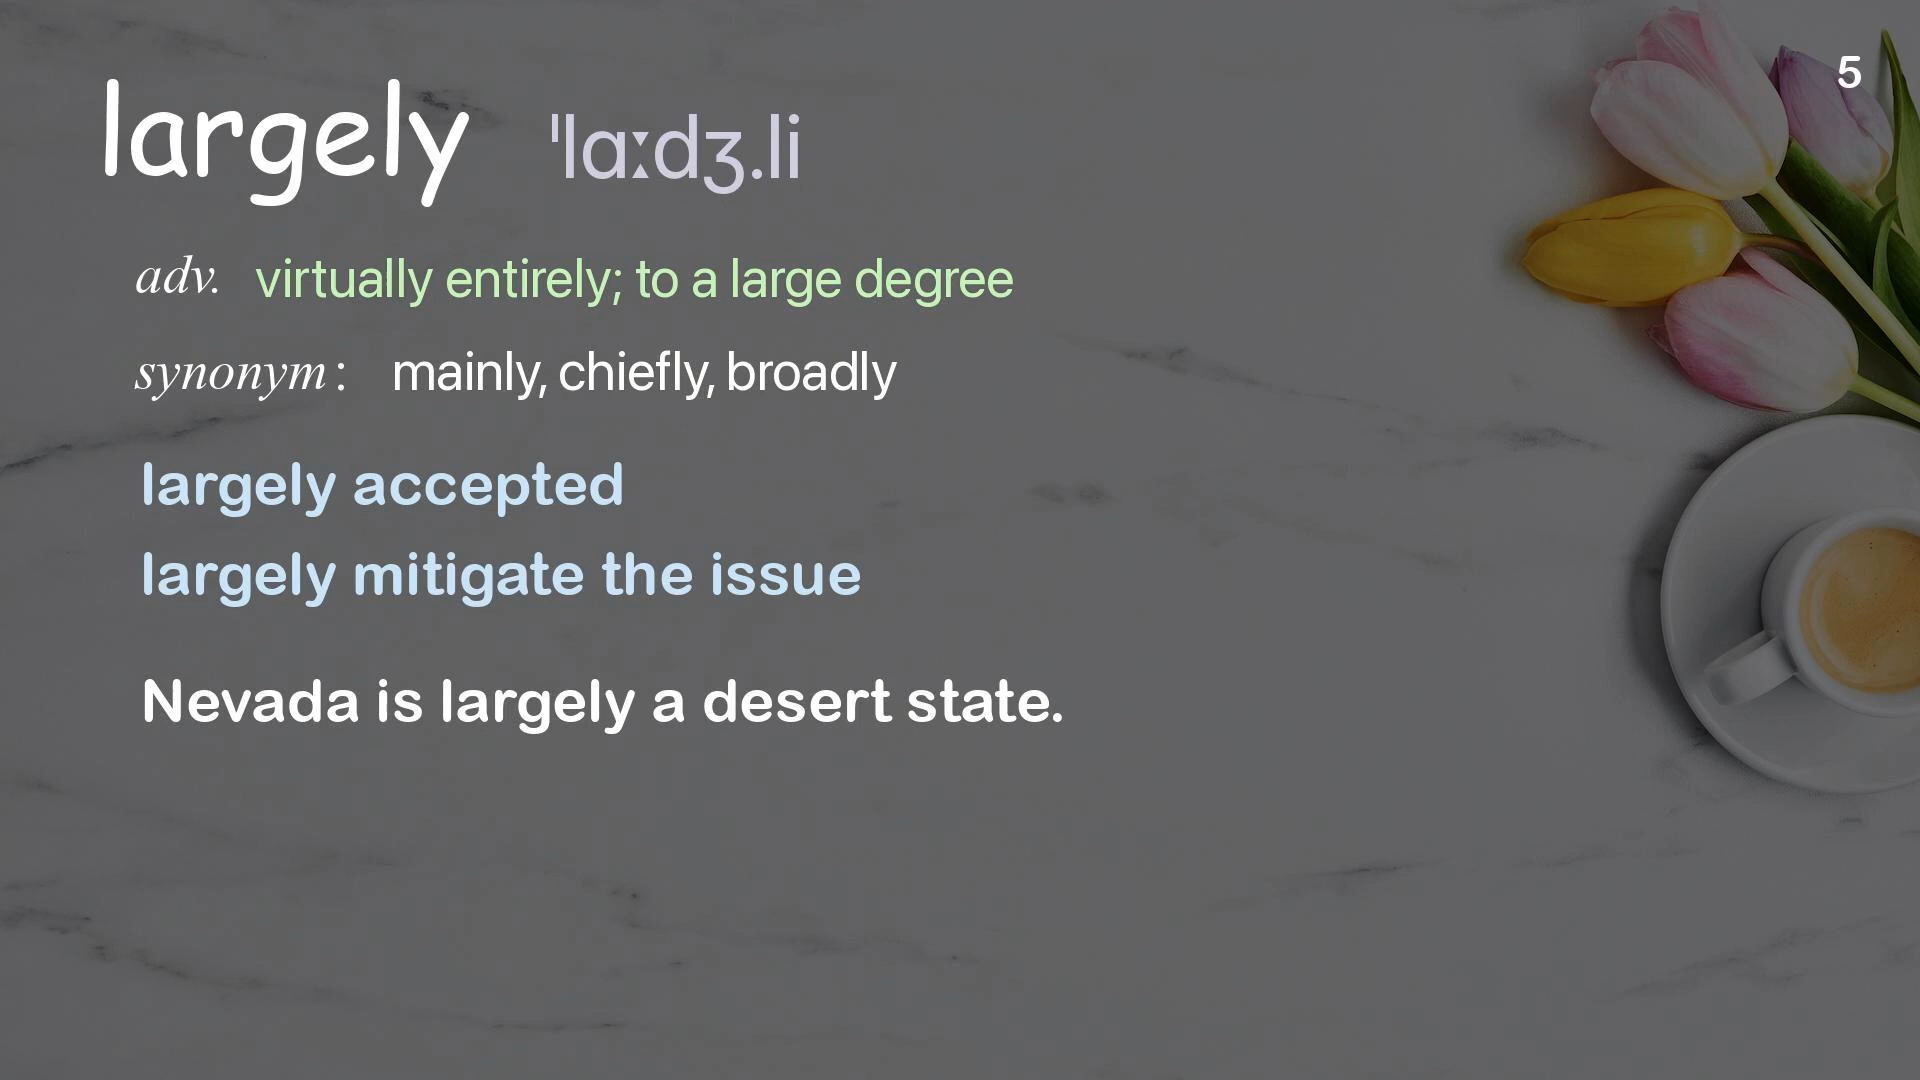 5
largely ˈlɑːdʒ.li
adv. virtually entirely; to a large degree
synonym: mainly, chiefly, broadly
largely accepted
largely mitigate the issue
Nevada is largely a desert state.